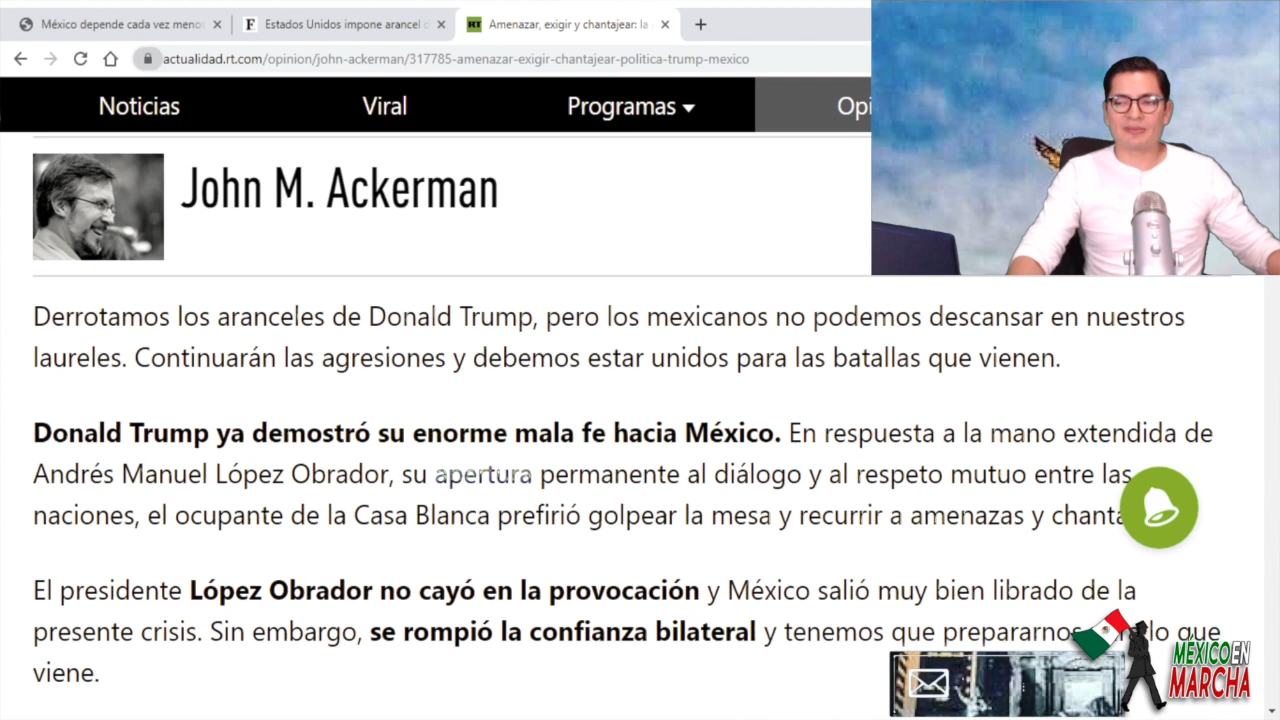 México depende cada vez meno
Estados Unidos impone arancel
Amenazar, exigir y chantajear: la
actualidad.rt.com/opinion/john-ackerman/317785-amenazar-exigir-chantajear-politica-trump-mexico
Noticias
Viral
Programas
Opi
John M. Ackerman
Derrotamos los aranceles de Donald Trump, pero los mexicanos no podemos descansar en nuestros
laureles. Continuarán las agresiones y debemos estar unidos para las batallas que vienen.
Donald Trump ya demostró su enorme mala fe hacia México. En respuesta a la mano extendida de
Andrés Manuel López Obrador, su apertura permanente al diálogo y al respeto mutuo entre las
naciones, el ocupante de la Casa Blanca prefirió golpear la mesa y recurrir a amenazas y chanta
El presidente López Obrador no cayó en la provocación y México salió muy bien librado de la
presente crisis. Sin embargo, se rompió la confianza bilateral y tenemos que prepararnos lo que
viene.
MÉXICO EN
MARCHA